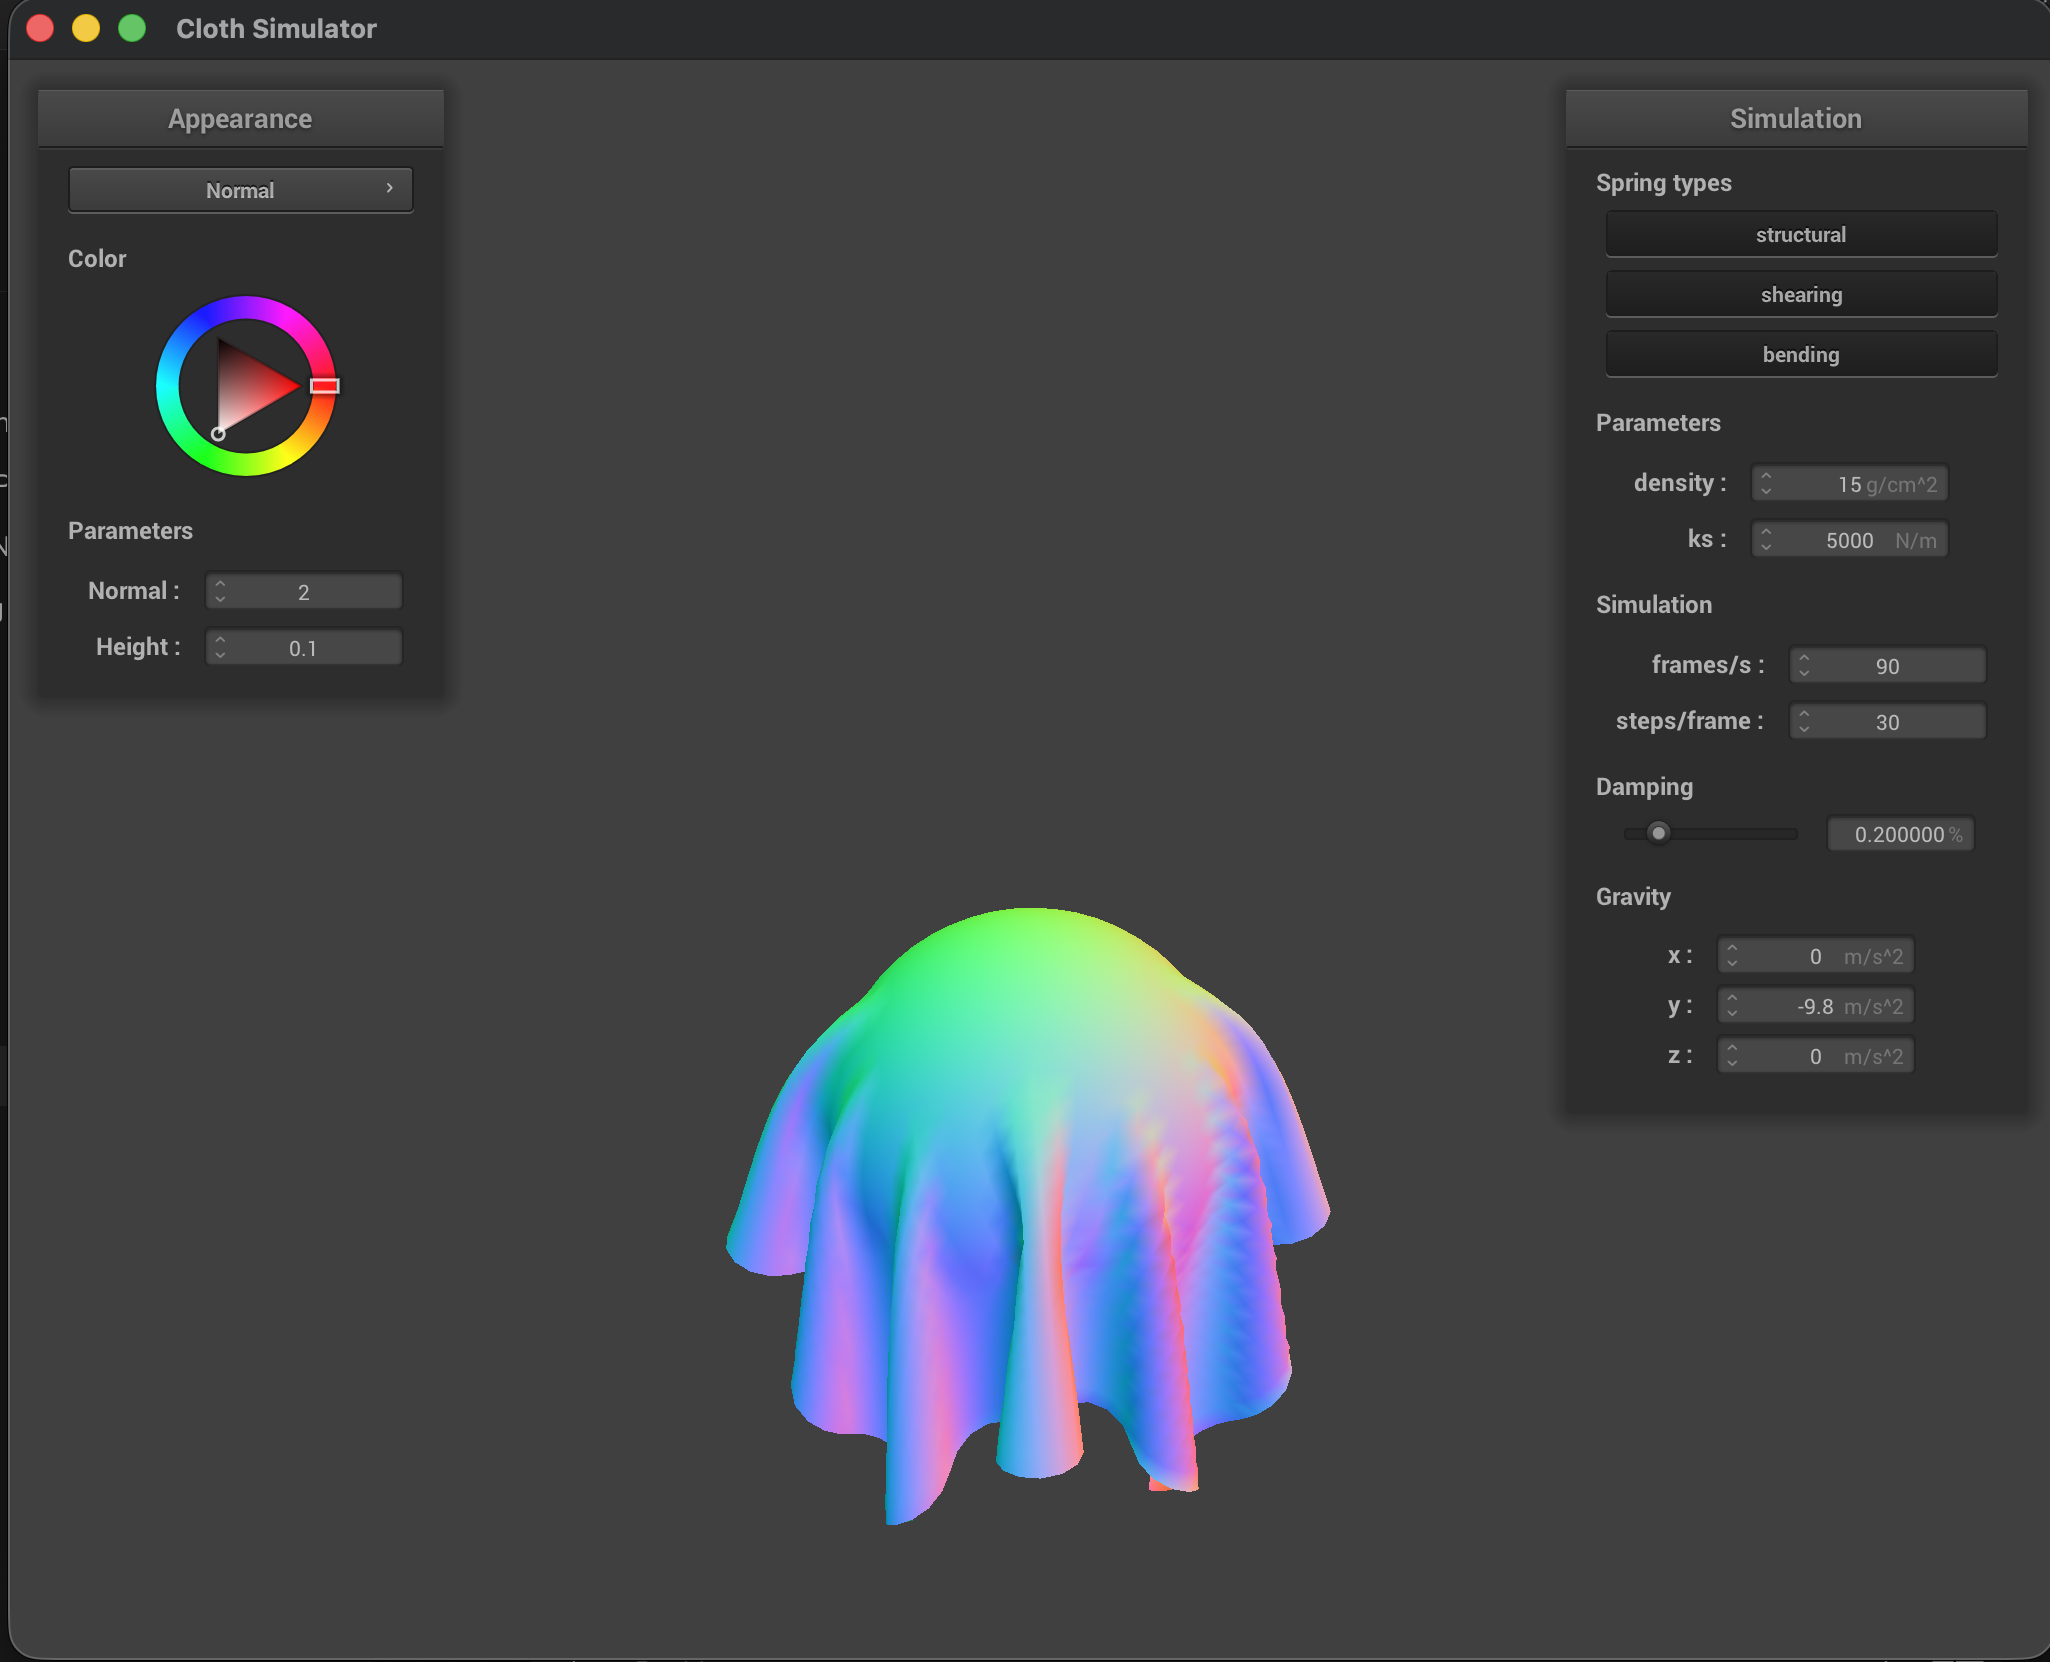 Cloth Simulator
Appearance
Normal
Color
Parameters
Normal :
2
Height :
0.1
Simulation
Spring types
structural
shearing
bending
Parameters
density :
15 g/cm^2
ks :
5000 N/m
Simulation
frames/s :
90
steps/frame :
30
Damping
0.200000 %
Gravity
x :
0 m/s^2
y :
-9.8 m/s^2
z :
0 m/s^2